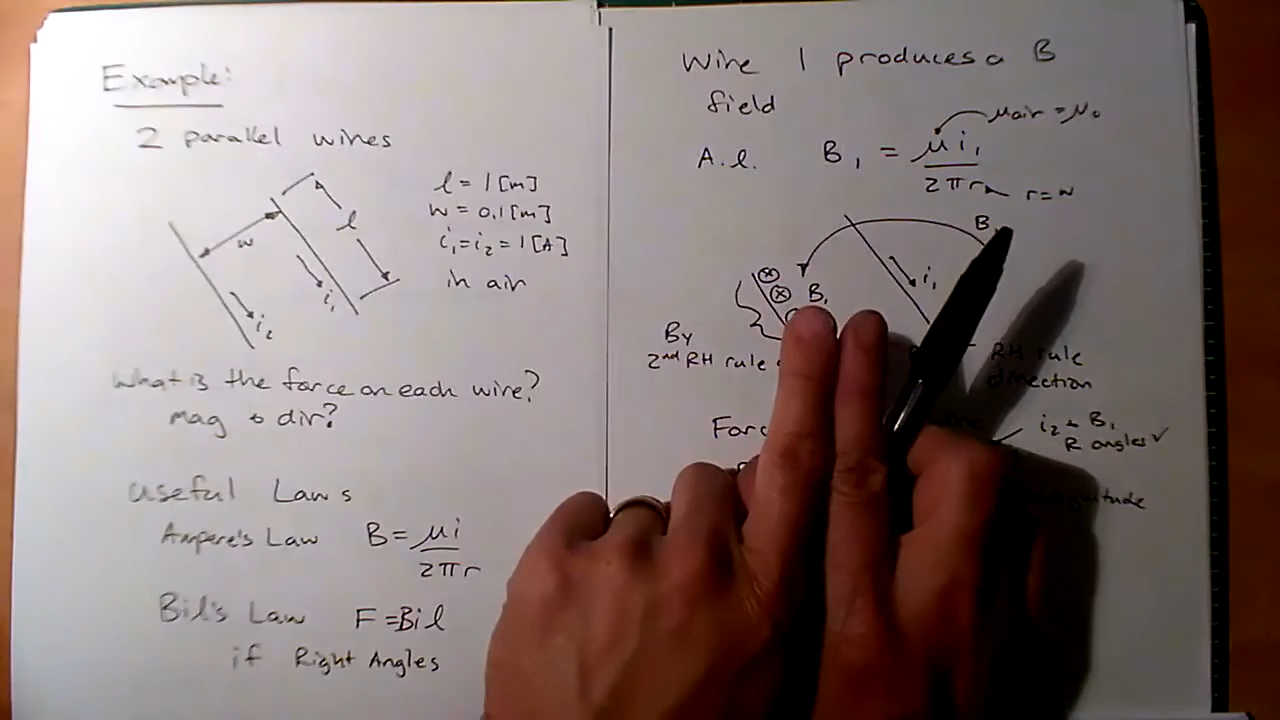 Example:
2 parallel wires
l = 1 [m]
w = 0.1 [m]
i₁ = i₂ = 1 [A]
in air
w
l
i₁
i₂
What is the force on each wire?
mag & dir?
Useful Laws
Ampere's Law B = μi / 2πr
Bil's Law F = Bil
if Right Angles
Wire 1 produces a B
field
μair = μ₀
A.L. B₁ = μi₁ / 2πr
r = w
B₁
i₁
B₁
By
2nd RH rule
RH rule
direction
i₂ & B₁
R angles ✓